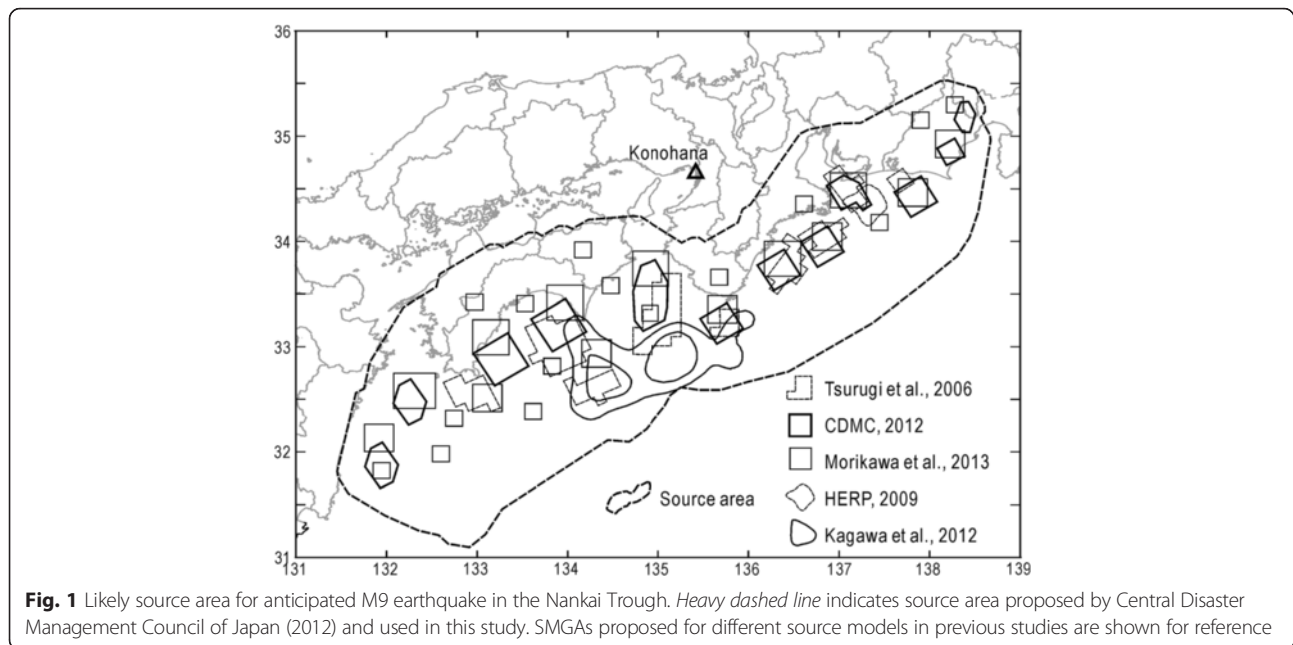 36
35
34
33
32
31
131 132 133 134 135 136 137 138 139
Konohana
Tsurugi et al., 2006
CDMC, 2012
Morikawa et al., 2013
HERP, 2009
Source area
Kagawa et al., 2012
Fig. 1 Likely source area for anticipated M9 earthquake in the Nankai Trough. Heavy dashed line indicates source area proposed by Central Disaster
Management Council of Japan (2012) and used in this study. SMGAs proposed for different source models in previous studies are shown for reference